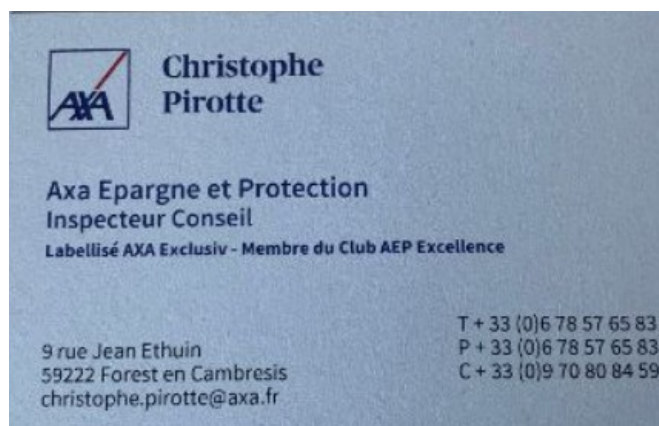 AXA
Christophe
Pirotte
Axa Epargne et Protection
Inspecteur Conseil
Labellisé AXA Exclusiv - Membre du Club AEP Excellence
9 rue Jean Ethuin
59222 Forest en Cambresis
christophe.pirotte@axa.fr
T + 33 (0)6 78 57 65 83
P + 33 (0)6 78 57 65 83
C + 33 (0)9 70 80 84 59